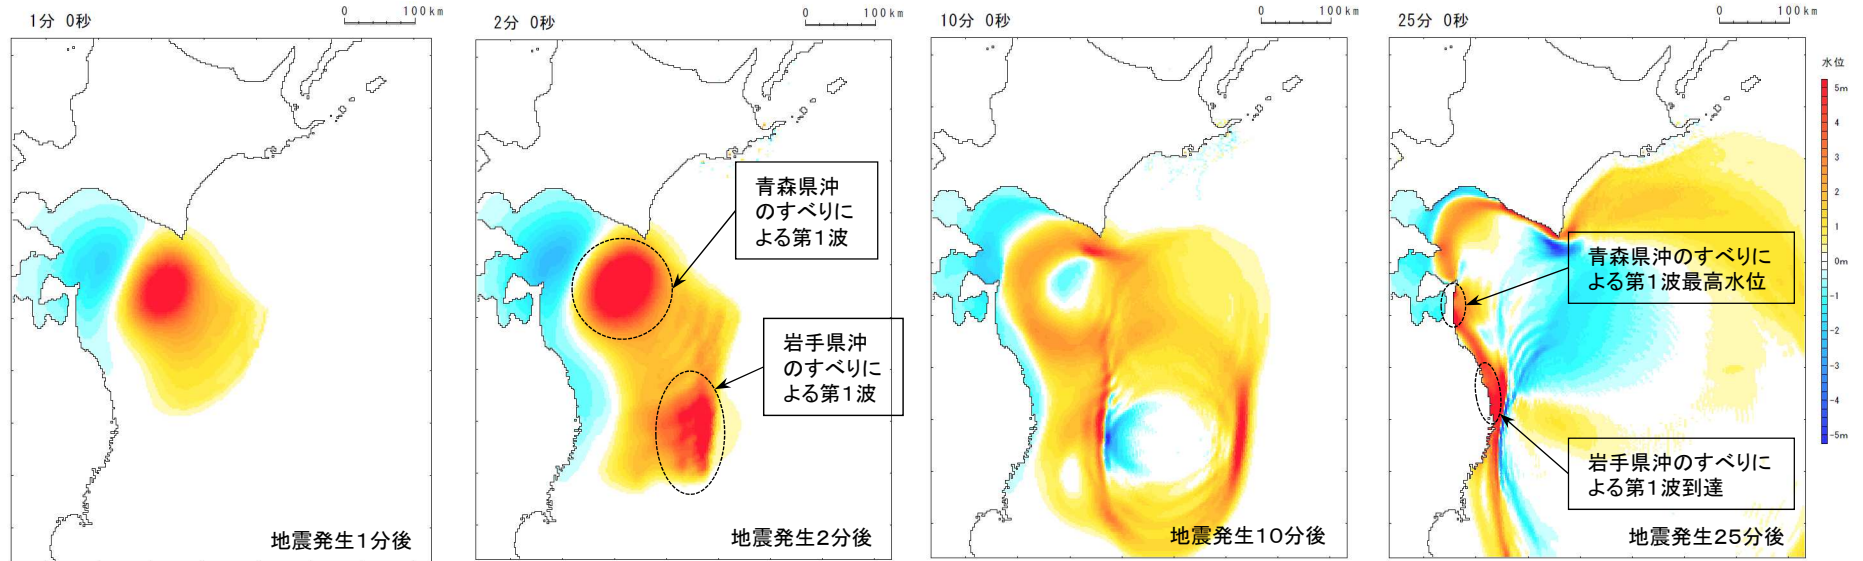 1分 0秒
0 100km
地震発生1分後
2分 0秒
0 100km
青森県沖
のすべりに
よる第1波
岩手県沖
のすべりに
よる第1波
地震発生2分後
10分 0秒
0 100km
地震発生10分後
25分 0秒
0 100km
青森県沖のすべりに
よる第1波最高水位
岩手県沖のすべりに
よる第1波到達
地震発生25分後
水位
5m
4
3
2
1
0m
-1
-2
-3
-4
-5m